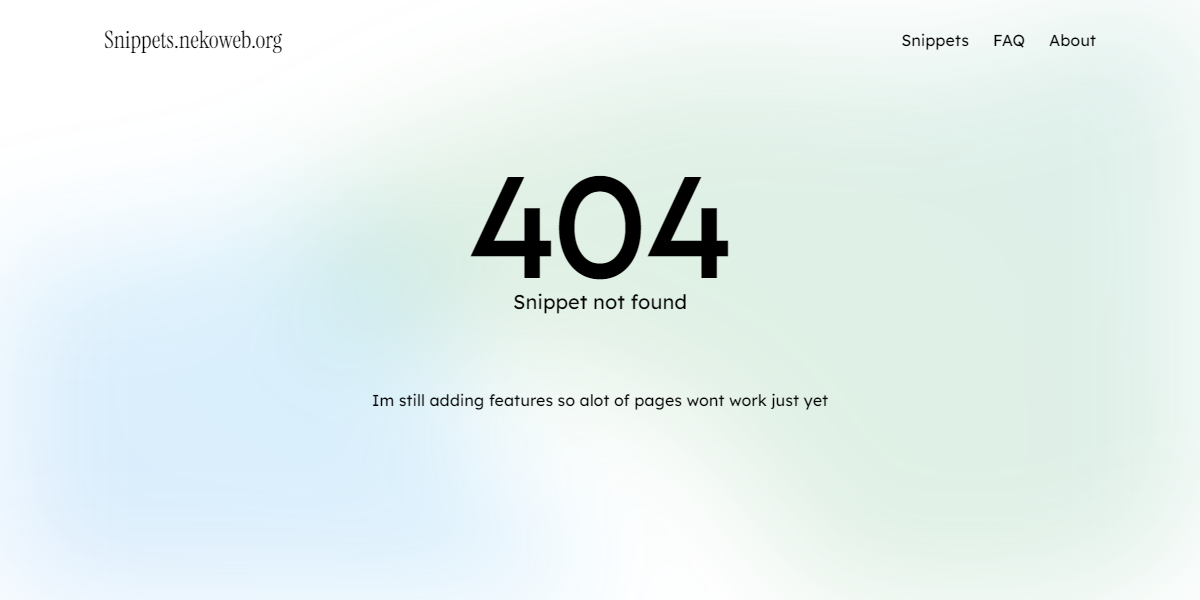 Snippets.nekoweb.org
Snippets FAQ About
404
Snippet not found
Im still adding features so alot of pages wont work just yet